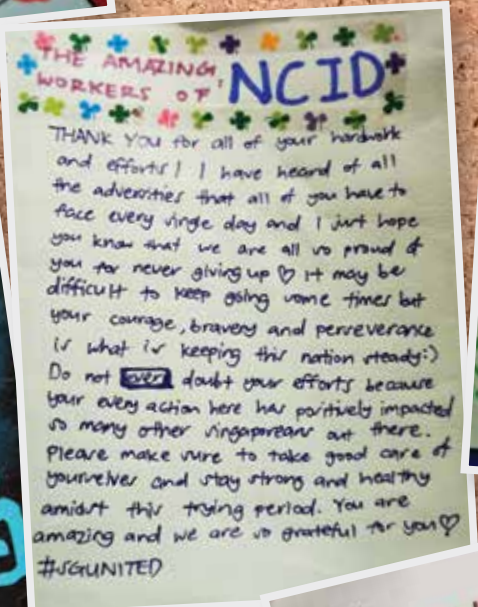 THE AMAZING
WORKERS OF NCID
THANK YOU for all of your hardwork
and efforts! I have heard of all
the adversities that all of you have to
face every single day and I just hope
you know that we are all so proud of
you for never giving up ♡ It may be
difficult to keep going some times but
your courage, bravery and perseverance
is what is keeping this nation steady:)
Do not ever doubt your efforts because
your every action here has positively impacted
so many other singaporeans out there.
Please make sure to take good care of
yourselves and stay strong and healthy
amidst this trying period. You are
amazing and we are so grateful for you♡
#SGUNITED